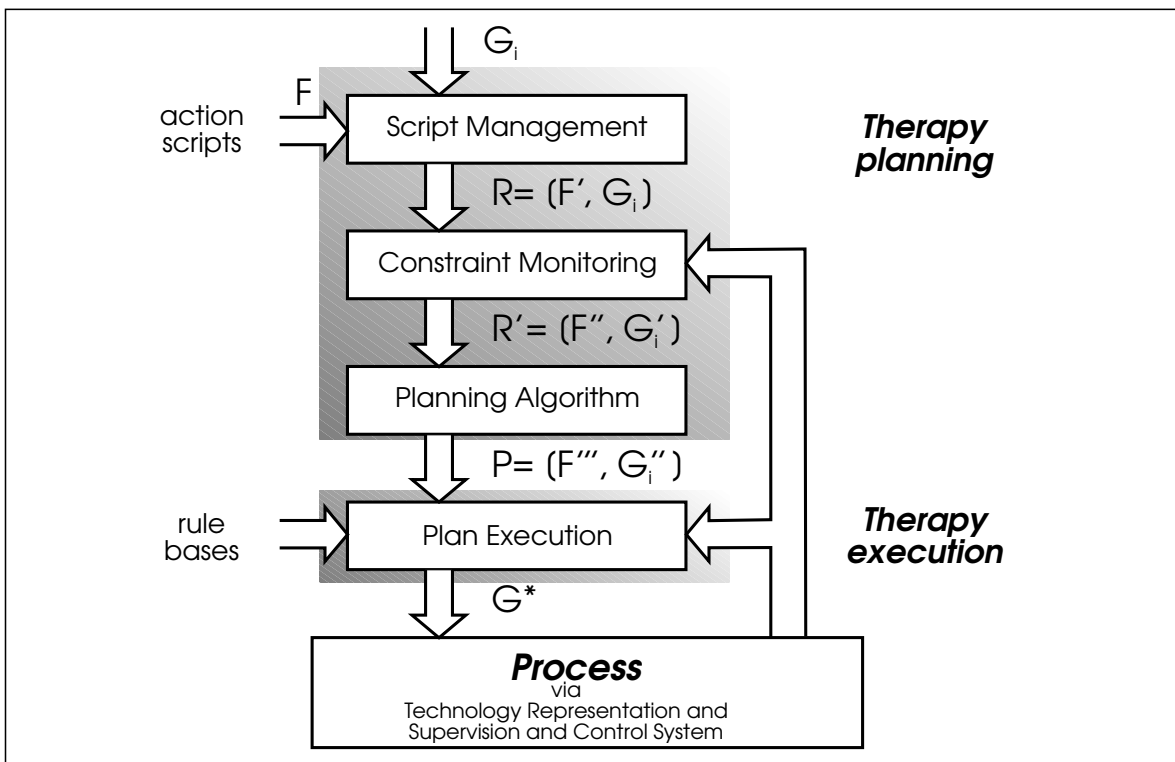 G_i
F
action
scripts
Script Management
Therapy
planning
R= (F', G_i)
Constraint Monitoring
R'= (F'', G_i')
Planning Algorithm
P= (F''', G_i'')
rule
bases
Plan Execution
Therapy
execution
G*
Process
via
Technology Representation and
Supervision and Control System